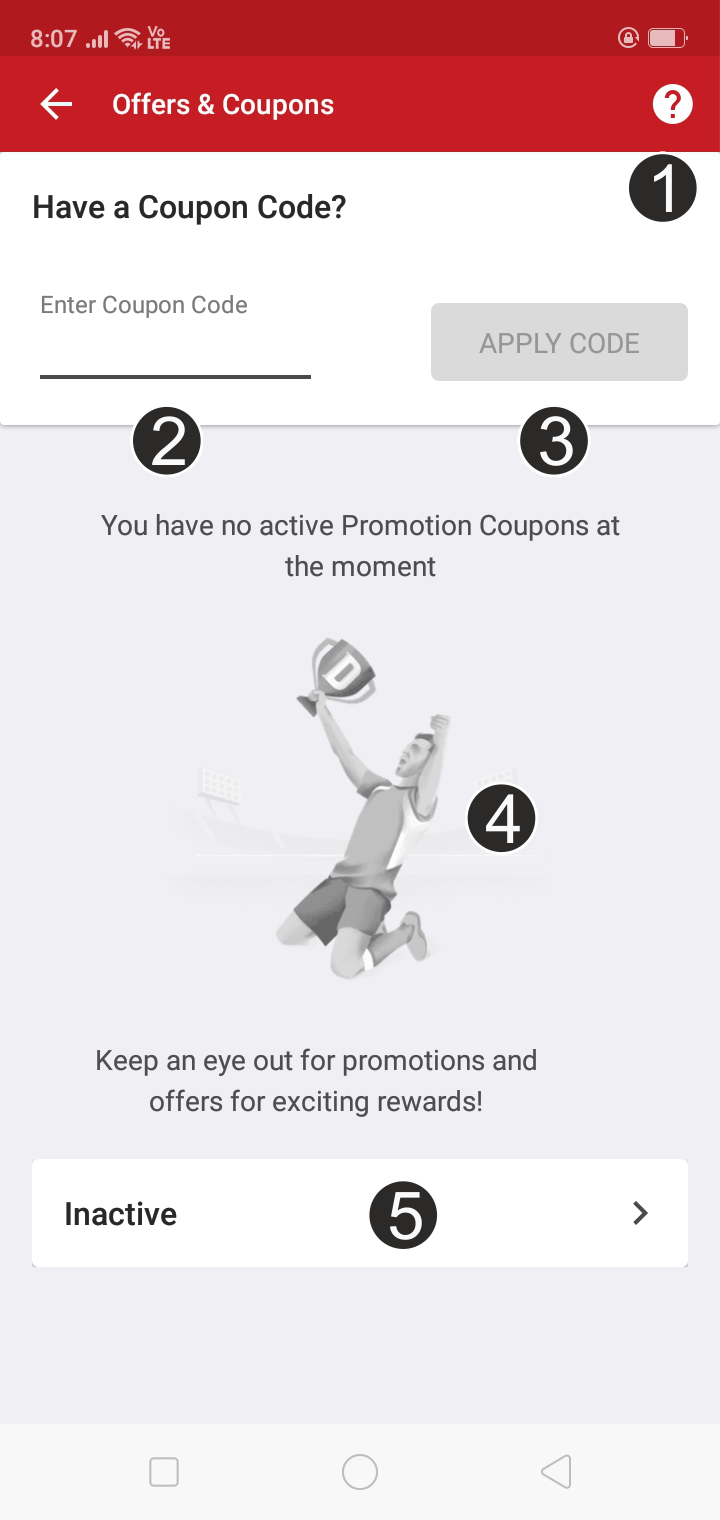 8:07 Vo LTE
Offers & Coupons ?
1
Have a Coupon Code?
Enter Coupon Code
APPLY CODE
2 3
You have no active Promotion Coupons at
the moment
D
4
Keep an eye out for promotions and
offers for exciting rewards!
Inactive 5